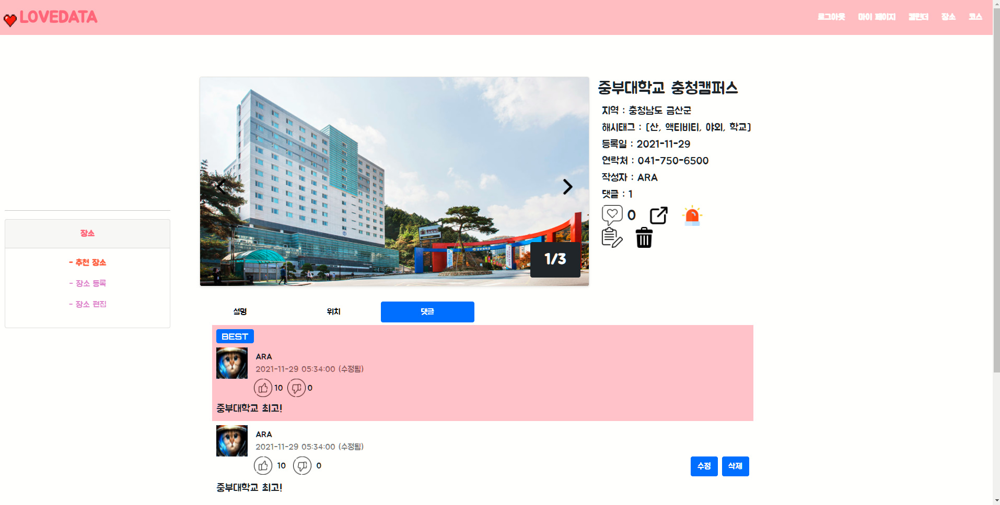 LOVEDATA
로그아웃 마이 페이지 캘린더 장소 코스
중부대학교 충청캠퍼스
지역 : 충청남도 금산군
해시태그 : [산, 액티비티, 야외, 학교]
등록일 : 2021-11-29
연락처 : 041-750-6500
작성자 : ARA
댓글 : 1
0
1/3
장소
- 추천 장소
- 장소 등록
- 장소 편집
설명 위치 댓글
BEST
ARA
2021-11-29 05:34:00 (수정됨)
10 0
중부대학교 최고!
ARA
2021-11-29 05:34:00 (수정됨)
10 0
수정 삭제
중부대학교 최고!